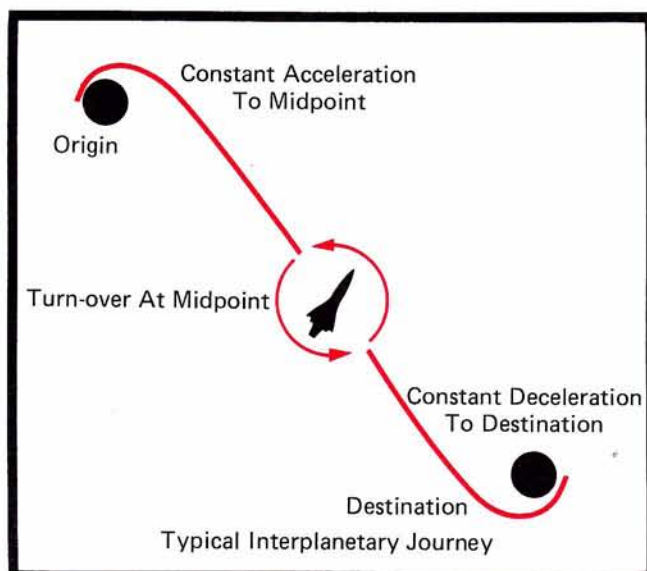 Constant Acceleration
To Midpoint
Origin
Turn-over At Midpoint
Constant Deceleration
To Destination
Destination
Typical Interplanetary Journey